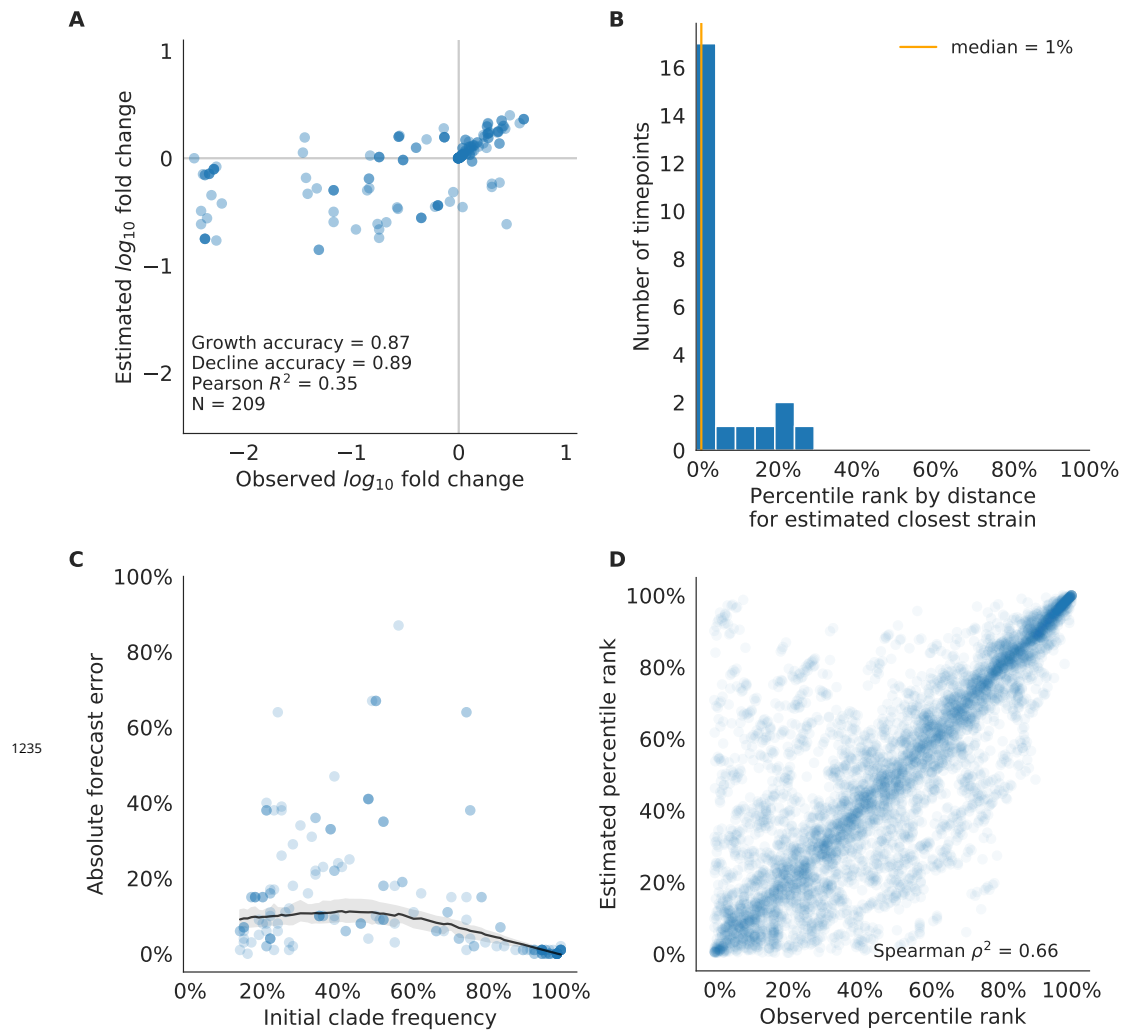 A
1
0
−1
−2
Estimated log10 fold change
Growth accuracy = 0.87
Decline accuracy = 0.89
Pearson R² = 0.35
N = 209
−2 −1 0 1
Observed log10 fold change
B
median = 1%
16
14
12
10
8
6
4
2
0
Number of timepoints
0% 20% 40% 60% 80% 100%
Percentile rank by distance
for estimated closest strain
C
100%
80%
60%
40%
20%
0%
Absolute forecast error
0% 20% 40% 60% 80% 100%
Initial clade frequency
D
100%
80%
60%
40%
20%
0%
Estimated percentile rank
Spearman ρ² = 0.66
0% 20% 40% 60% 80% 100%
Observed percentile rank
1235